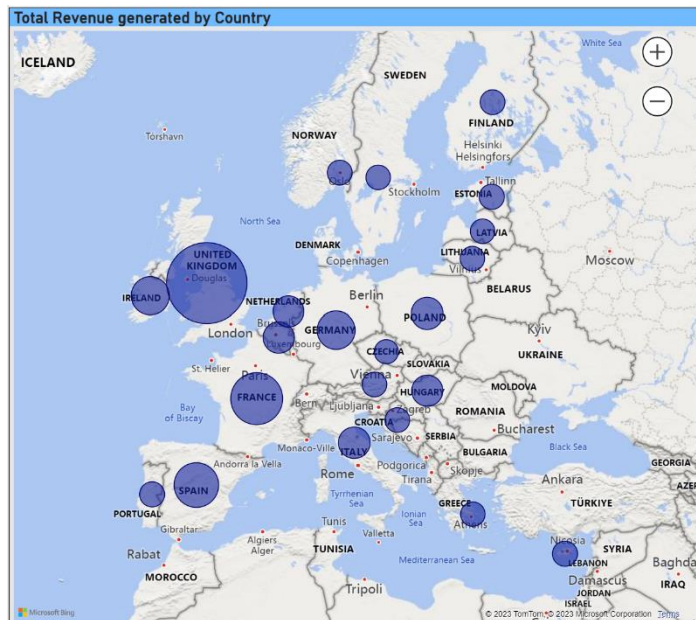 Total Revenue generated by Country
White Sea
ICELAND
SWEDEN
FINLAND
Torshavn
NORWAY
Helsinki
Helsingfors
Oslo
Stockholm
Tallinn
ESTONIA
North Sea
LATVIA
DENMARK
Copenhagen
LITHUANIA
Vilnius
Moscow
UNITED
KINGDOM
Douglas
IRELAND
BELARUS
NETHERLANDS
Berlin
POLAND
London
Brussels
GERMANY
Luxembourg
Kyiv
CZECHIA
UKRAINE
St. Helier
Paris
SLOVAKIA
Vienna
FRANCE
Bern
HUNGARY
MOLDOVA
Ljubljana
Zagreb
ROMANIA
Bay
of Biscay
CROATIA
Bucharest
Monaco-Ville
Sarajevo
SERBIA
ITALY
Black Sea
BULGARIA
Andorra la Vella
Podgorica
Skopje
GEORGIA
Rome
Tirana
Ankara
AZER
SPAIN
Tyrrhenian
Sea
GREECE
TÜRKIYE
PORTUGAL
Ionian
Sea
Athens
Gibraltar
Algiers
Alger
Tunis
Valletta
Nicosia
SYRIA
Rabat
TUNISIA
Mediterranean Sea
LEBANON
Baghda
MOROCCO
Damascus
Tripoli
JORDAN
IRAQ
ISRAEL
Microsoft Bing
© 2023 TomTom, © 2023 Microsoft Corporation Terms